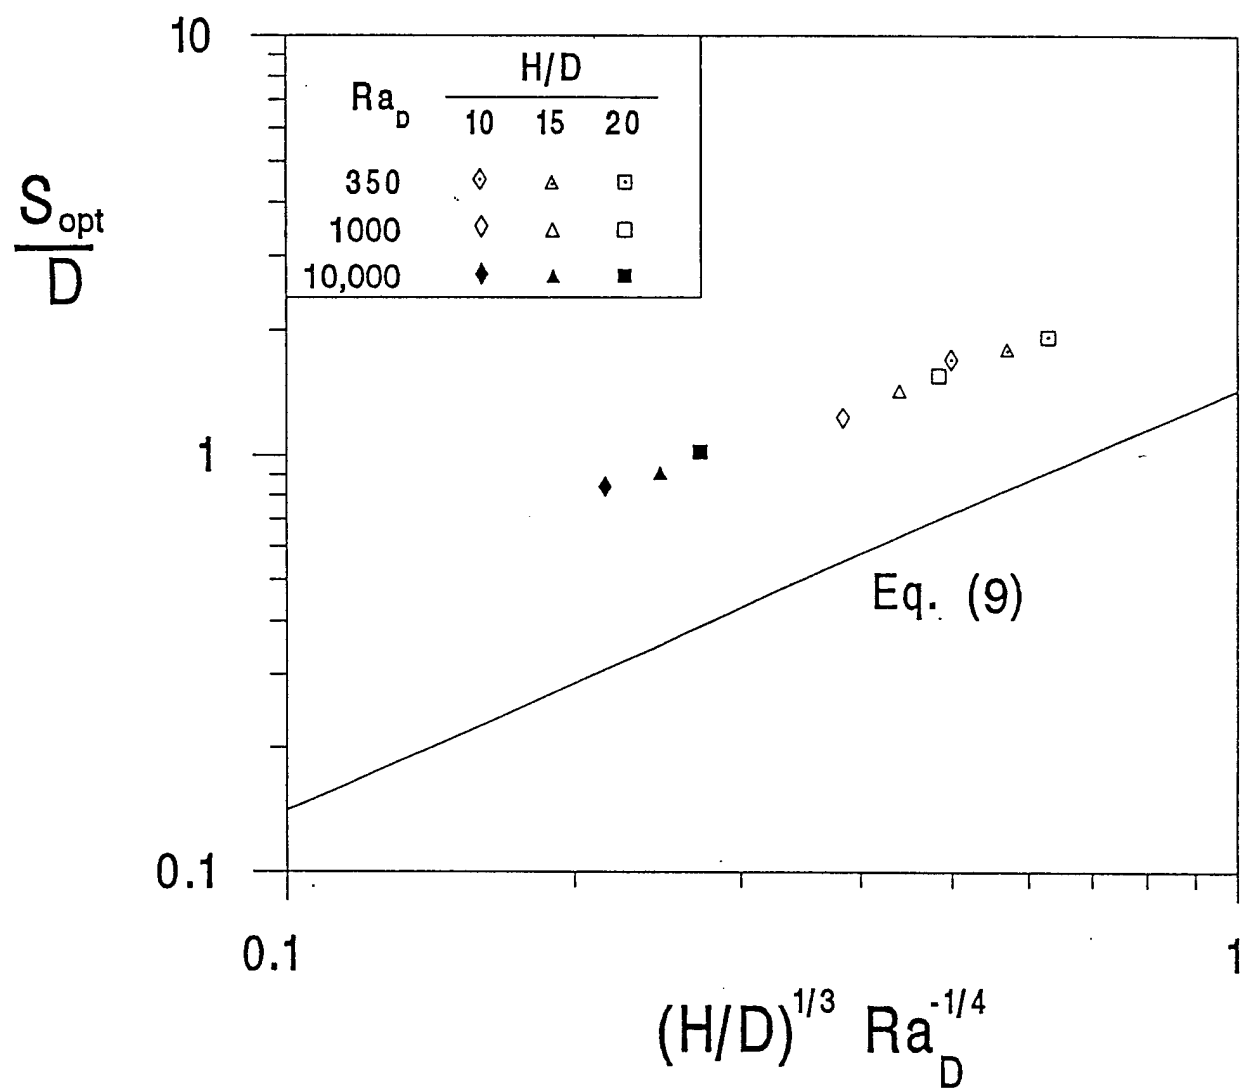 10
H/D
Ra_D
10 15 20
350
1000
10,000
S_opt
D
1
Eq. (9)
0.1
0.1 1
(H/D)^1/3 Ra_D^-1/4